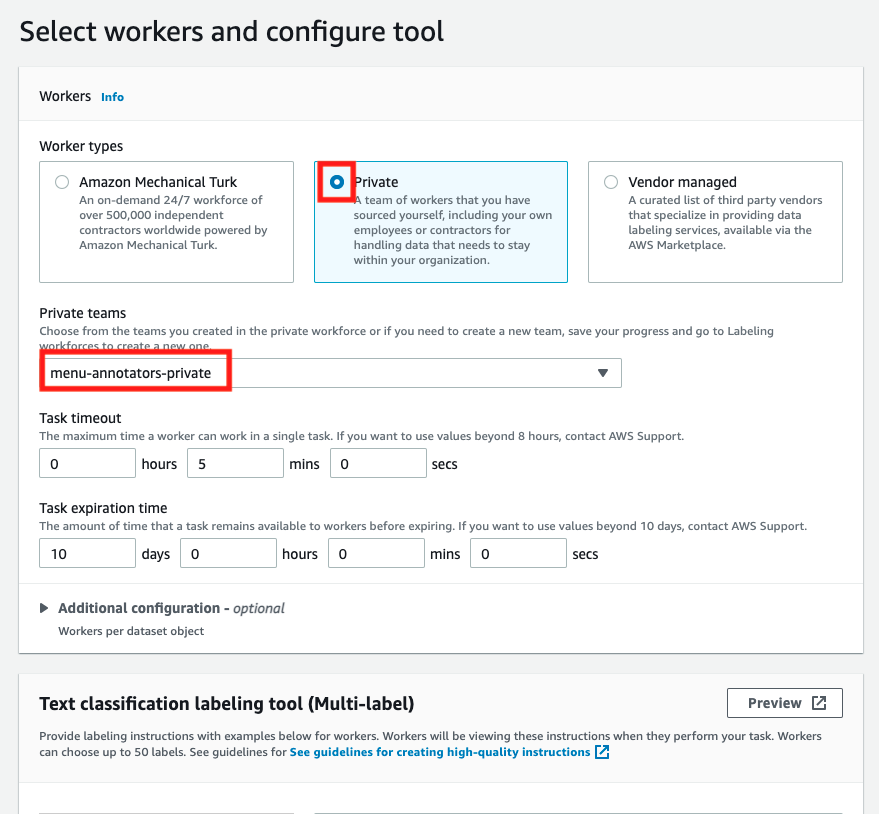 Select workers and configure tool
Workers Info
Worker types
Amazon Mechanical Turk
An on-demand 24/7 workforce of
over 500,000 independent
contractors worldwide powered by
Amazon Mechanical Turk.
Private
A team of workers that you have
sourced yourself, including your own
employees or contractors for
handling data that needs to stay
within your organization.
Vendor managed
A curated list of third party vendors
that specialize in providing data
labeling services, available via the
AWS Marketplace.
Private teams
Choose from the teams you created in the private workforce or if you need to create a new team, save your progress and go to Labeling
workforces to create a new one.
menu-annotators-private
Task timeout
The maximum time a worker can work in a single task. If you want to use values beyond 8 hours, contact AWS Support.
0 hours 5 mins 0 secs
Task expiration time
The amount of time that a task remains available to workers before expiring. If you want to use values beyond 10 days, contact AWS Support.
10 days 0 hours 0 mins 0 secs
Additional configuration - optional
Workers per dataset object
Text classification labeling tool (Multi-label)
Preview
Provide labeling instructions with examples below for workers. Workers will be viewing these instructions when they perform your task. Workers
can choose up to 50 labels. See guidelines for See guidelines for creating high-quality instructions